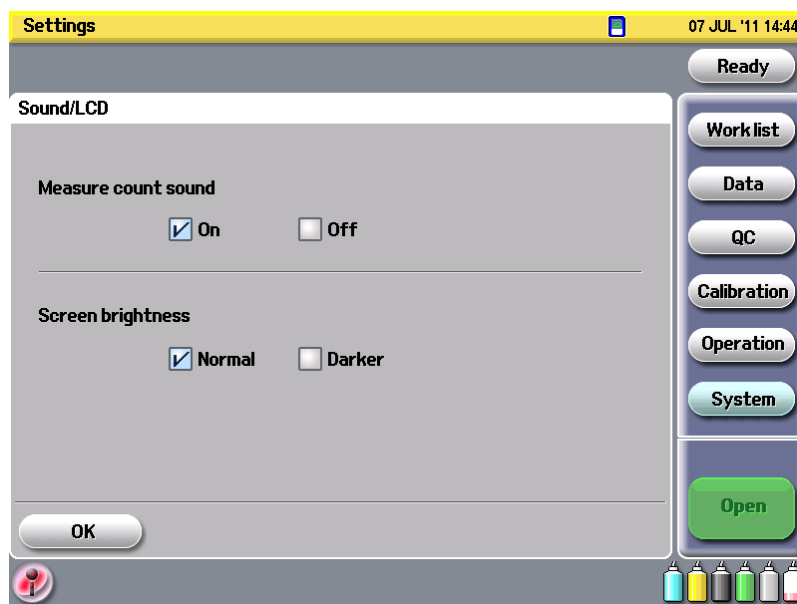 Settings
07 JUL '11 14:44
Ready
Sound/LCD
Work list
Measure count sound
Data
On
Off
QC
Calibration
Screen brightness
Operation
Normal
Darker
System
Open
OK